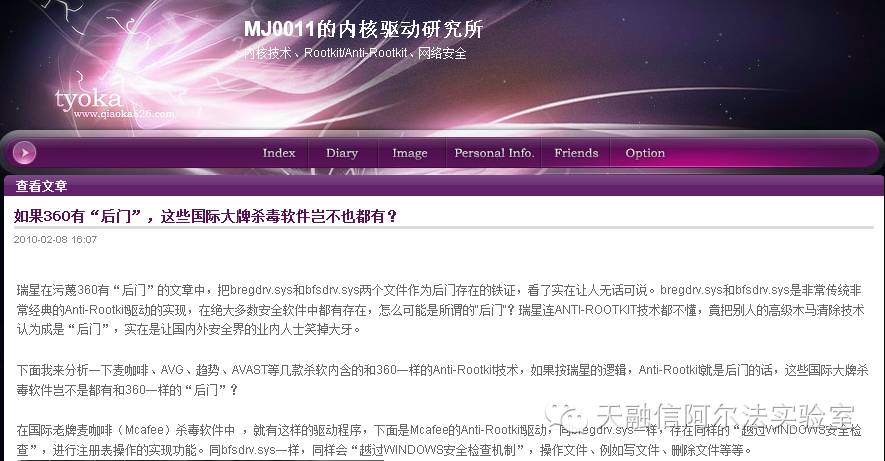 MJ0011的内核驱动研究所
内核技术、Rootkit/Anti-Rootkit、网络安全
tyoka
www.qiaoka826.com
Index Diary Image Personal Info. Friends Option
查看文章
如果360有“后门”，这些国际大牌杀毒软件岂不也都有？
2010-02-08 16:07
瑞星在污蔑360有“后门”的文章中，把bregdrv.sys和bfsdrv.sys两个文件作为后门存在的铁证，看了实在让人无话可说。bregdrv.sys和bfsdrv.sys是非常传统非
常经典的Anti-Rootkit驱动的实现，在绝大多数安全软件中都有存在，怎么可能是所谓的"后门"？瑞星连ANTI-ROOTKIT技术都不懂，竟把别人的高级木马清除技术
认为成是“后门”，实在是让国内外安全界的业内人士笑掉大牙。
下面我来分析一下麦咖啡、AVG、趋势、AVAST等几款杀软内含的和360一样的Anti-Rootkit技术，如果按瑞星的逻辑，Anti-Rootkit就是后门的话，这些国际大牌杀
毒软件岂不是都有和360一样的“后门”？
在国际老牌麦咖啡（Mcafee）杀毒软件中 ，就有这样的驱动程序，下面是Mcafee的Anti-Rootkit驱动，同bregdrv.sys一样，存在同样的“越过WINDOWS安全检
查”，进行注册表操作的实现功能。同bfsdrv.sys一样，同样会“越过WINDOWS安全检查机制”，操作文件、例如写文件、删除文件等等。
天融信阿尔法实验室